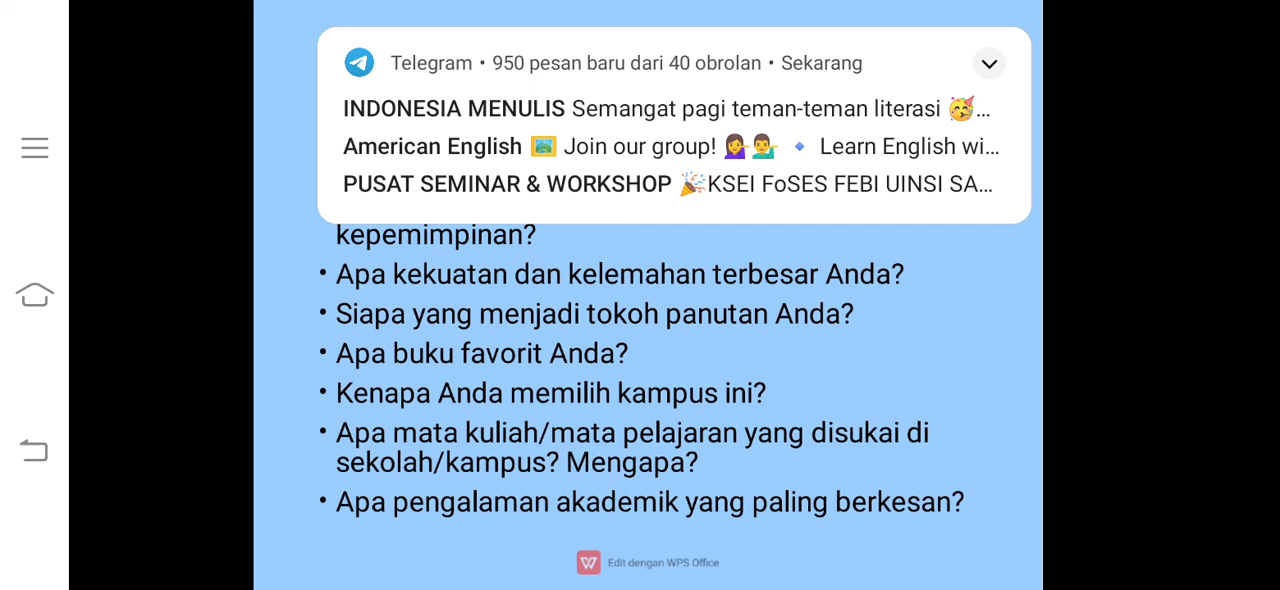 Telegram • 950 pesan baru dari 40 obrolan • Sekarang
INDONESIA MENULIS Semangat pagi teman-teman literasi 🥳...
American English 🖼️ Join our group! 💁‍♀️💁‍♂️ 🔹 Learn English wi...
PUSAT SEMINAR & WORKSHOP 🎉KSEI FoSES FEBI UINSI SA...
kepemimpinan?
• Apa kekuatan dan kelemahan terbesar Anda?
• Siapa yang menjadi tokoh panutan Anda?
• Apa buku favorit Anda?
• Kenapa Anda memilih kampus ini?
• Apa mata kuliah/mata pelajaran yang disukai di
sekolah/kampus? Mengapa?
• Apa pengalaman akademik yang paling berkesan?
Edit dengan WPS Office